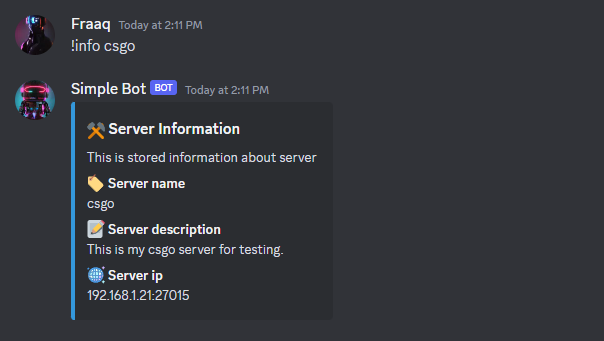 Fraaq Today at 2:11 PM
!info csgo
Simple Bot BOT Today at 2:11 PM
Server Information
This is stored information about server
Server name
csgo
Server description
This is my csgo server for testing.
Server ip
192.168.1.21:27015